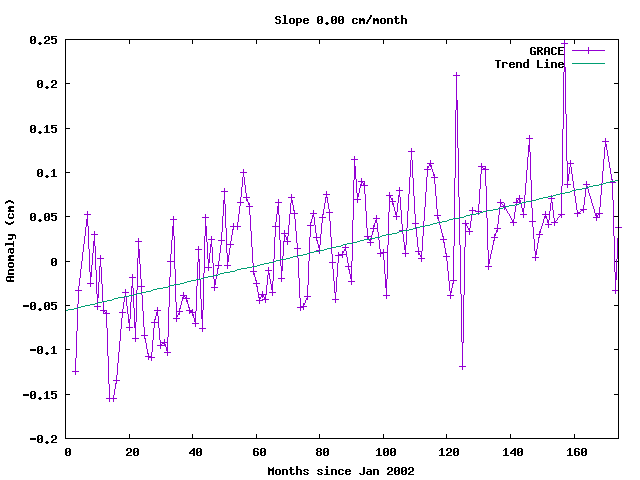 Slope 0.00 cm/month
GRACE
Trend Line
0.25
0.2
0.15
0.1
0.05
0
-0.05
-0.1
-0.15
-0.2
Anomaly (cm)
0 20 40 60 80 100 120 140 160
Months since Jan 2002